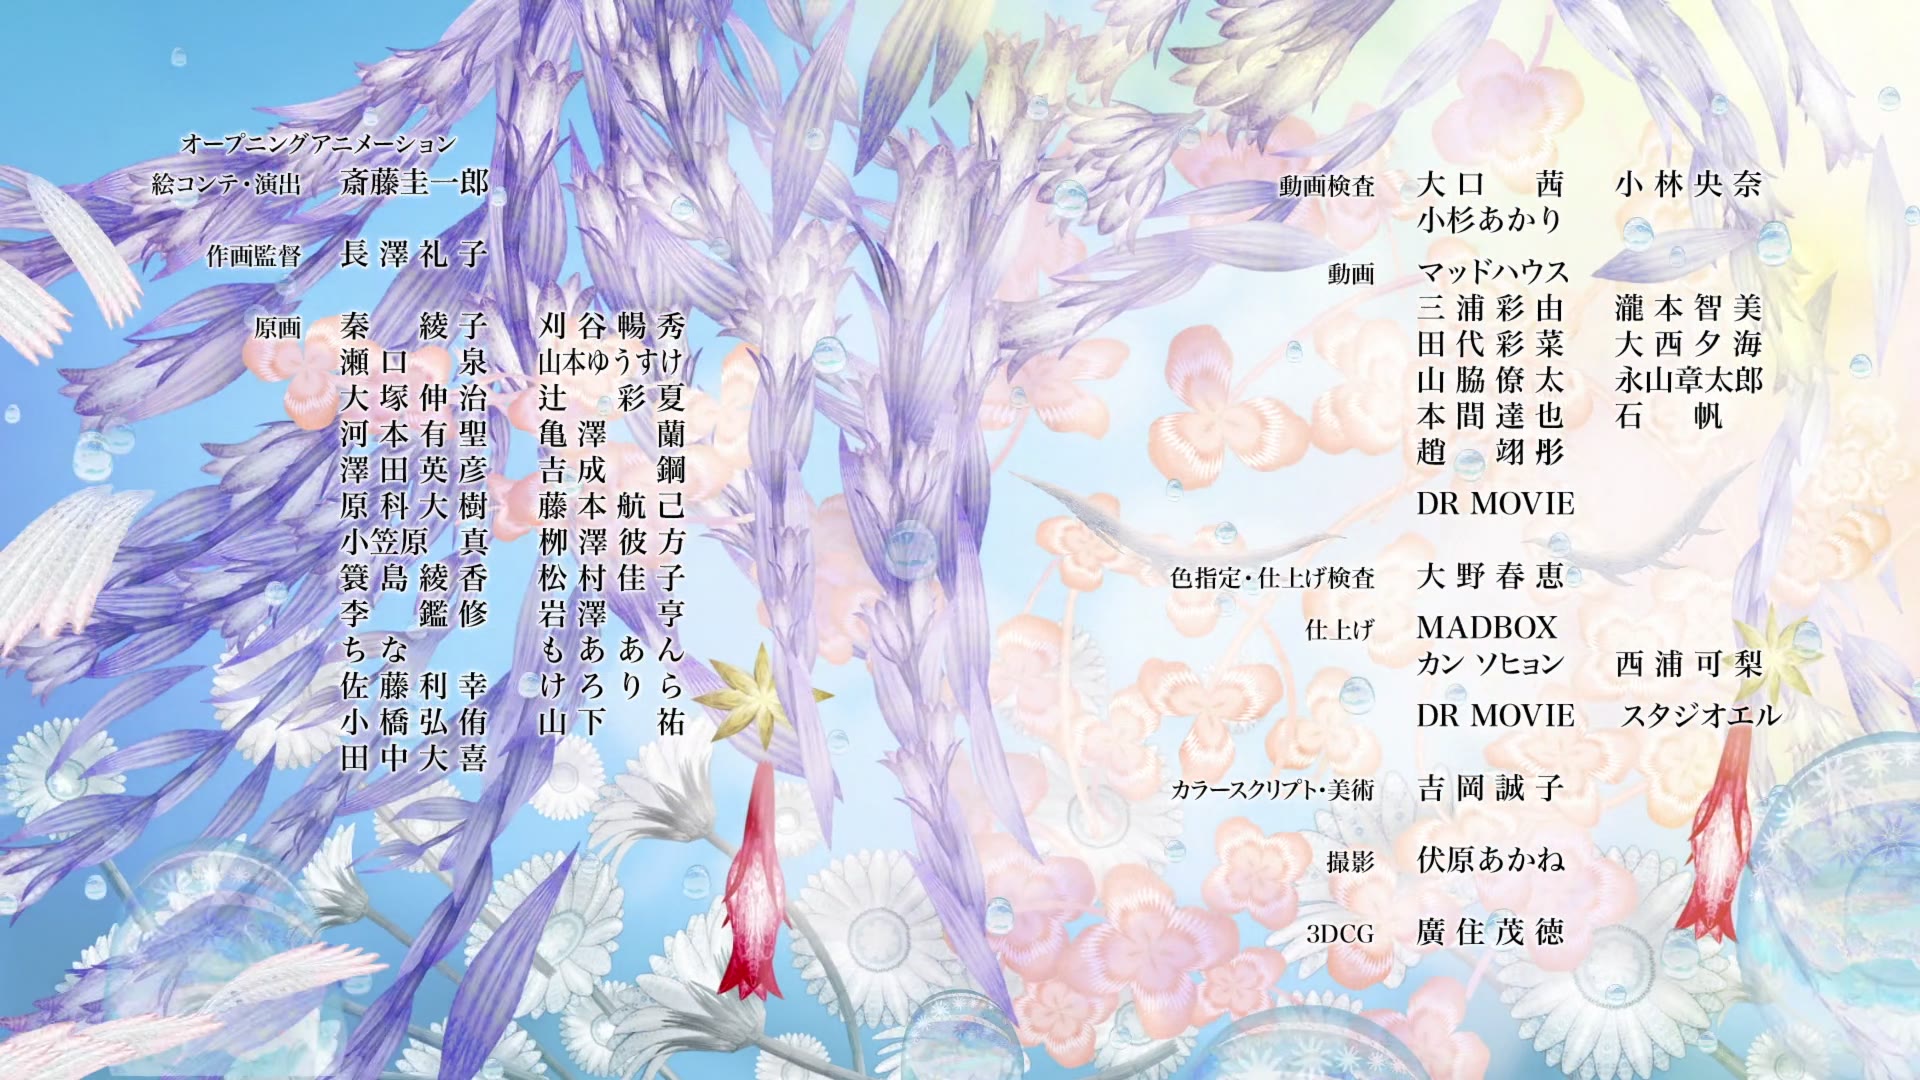 オープニングアニメーション
絵コンテ・演出 斎藤圭一郎
作画監督 長澤礼子
原画 秦綾子 刈谷暢秀
瀬口泉 山本ゆうすけ
大塚伸治 辻彩夏
河本有聖 亀澤蘭
澤田英彦 吉成鋼
原科大樹 藤本航己
小笠原真 柳澤彼方
簑島綾香 松村佳子
李鑑修 岩澤亨
ちな もああん
佐藤利幸 けろりら
小橋弘侑 山下祐
田中大喜
動画検査 大口茜 小林央奈
小杉あかり
動画 マッドハウス
三浦彩由 瀧本智美
田代彩菜 大西夕海
山脇僚太 永山章太郎
本間達也 石帆
趙翊彤
DR MOVIE
色指定・仕上げ検査 大野春恵
仕上げ MADBOX
カン ソヒョン 西浦可梨
DR MOVIE スタジオエル
カラースクリプト・美術 吉岡誠子
撮影 伏原あかね
3DCG 廣住茂徳